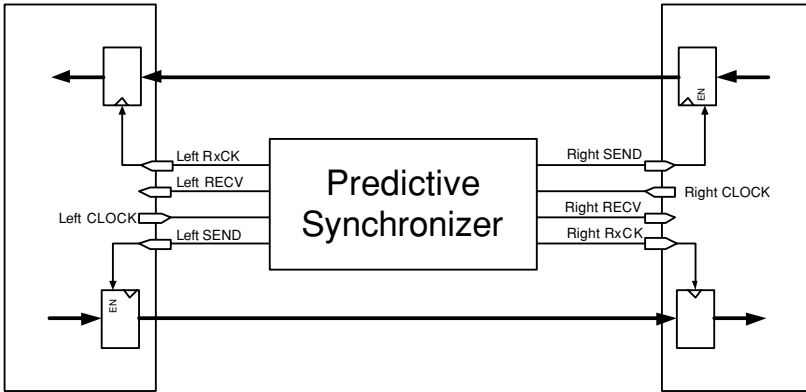 EN
Left RxCK
Right SEND
Left RECV
Right CLOCK
Predictive
Synchronizer
Left CLOCK
Right RECV
Left SEND
Right RxCK
EN